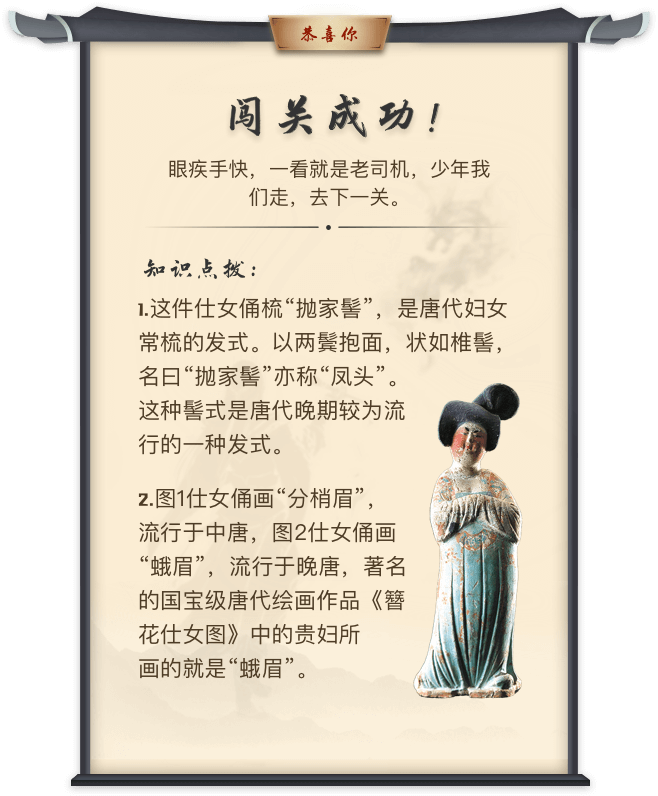 恭喜你
闯关成功!
眼疾手快，一看就是老司机，少年我
们走，去下一关。
知识点拨：
1.这件仕女俑梳“抛家髻”，是唐代妇女
常梳的发式。以两鬓抱面，状如椎髻，
名曰“抛家髻”亦称“凤头”。
这种髻式是唐代晚期较为流
行的一种发式。
2.图1仕女俑画“分梢眉”，
流行于中唐，图2仕女俑画
“蛾眉”，流行于晚唐，著名
的国宝级唐代绘画作品《簪
花仕女图》中的贵妇所
画的就是“蛾眉”。